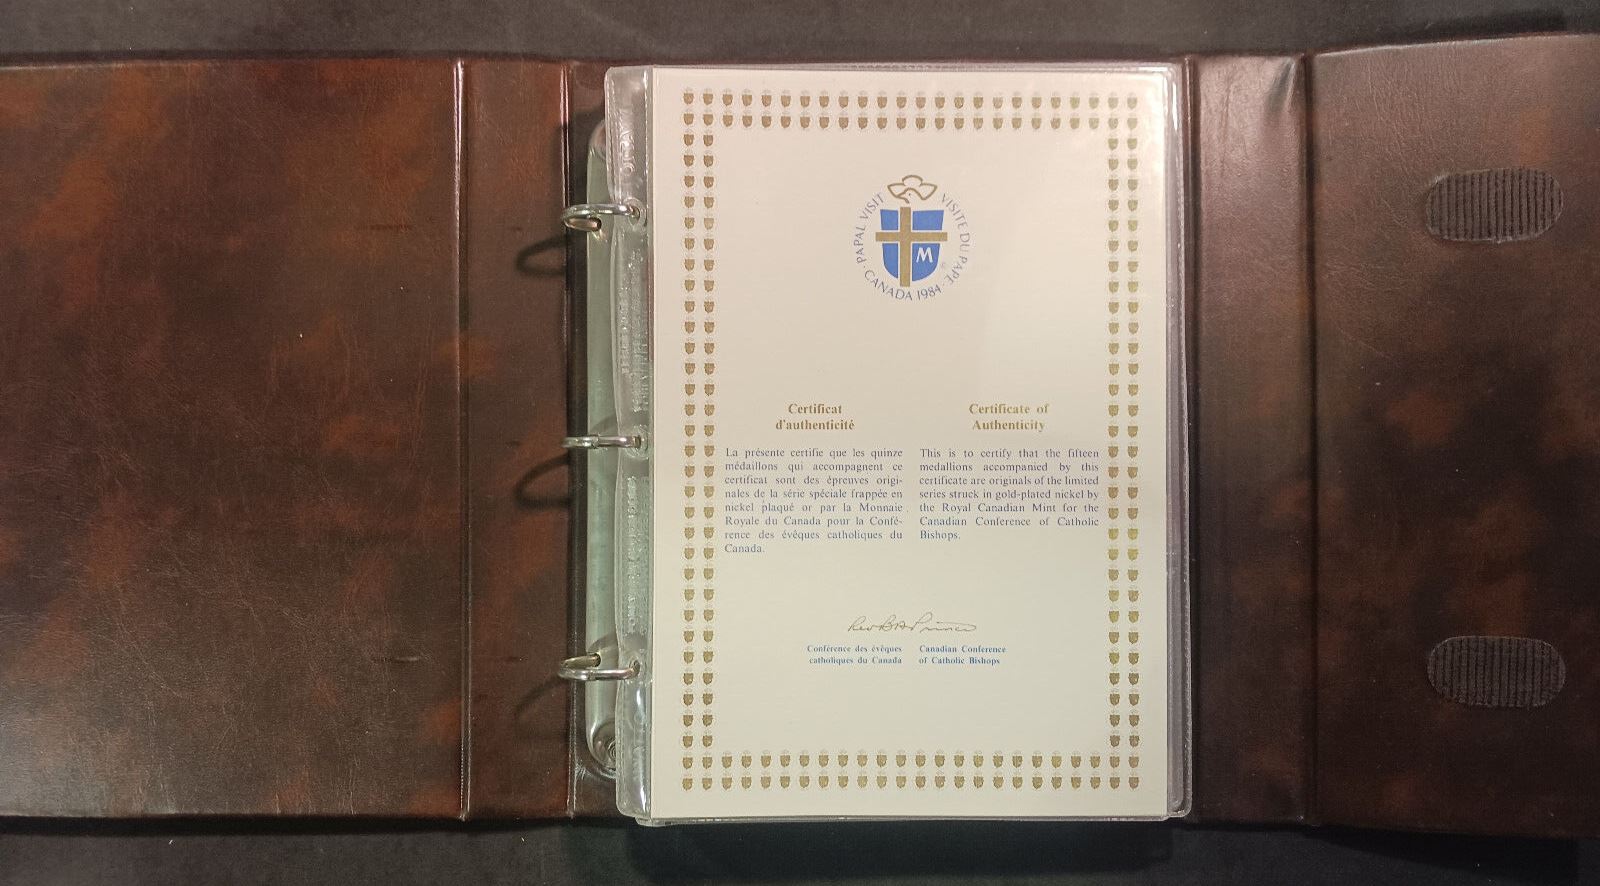 PAPAL VISIT
VISITE DU PAPE
· CANADA 1984 ·
M
Certificat
d'authenticité
La présente certifie que les quinze
médaillons qui accompagnent ce
certificat sont des épreuves origi-
nales de la série spéciale frappée en
nickel plaqué or par la Monnaie
Royale du Canada pour la Confé-
rence des évêques catholiques du
Canada.
Certificate of
Authenticity
This is to certify that the fifteen
medallions accompanied by this
certificate are originals of the limited
series struck in gold-plated nickel by
the Royal Canadian Mint for the
Canadian Conference of Catholic
Bishops.
Conférence des évêques
catholiques du Canada
Canadian Conference
of Catholic Bishops